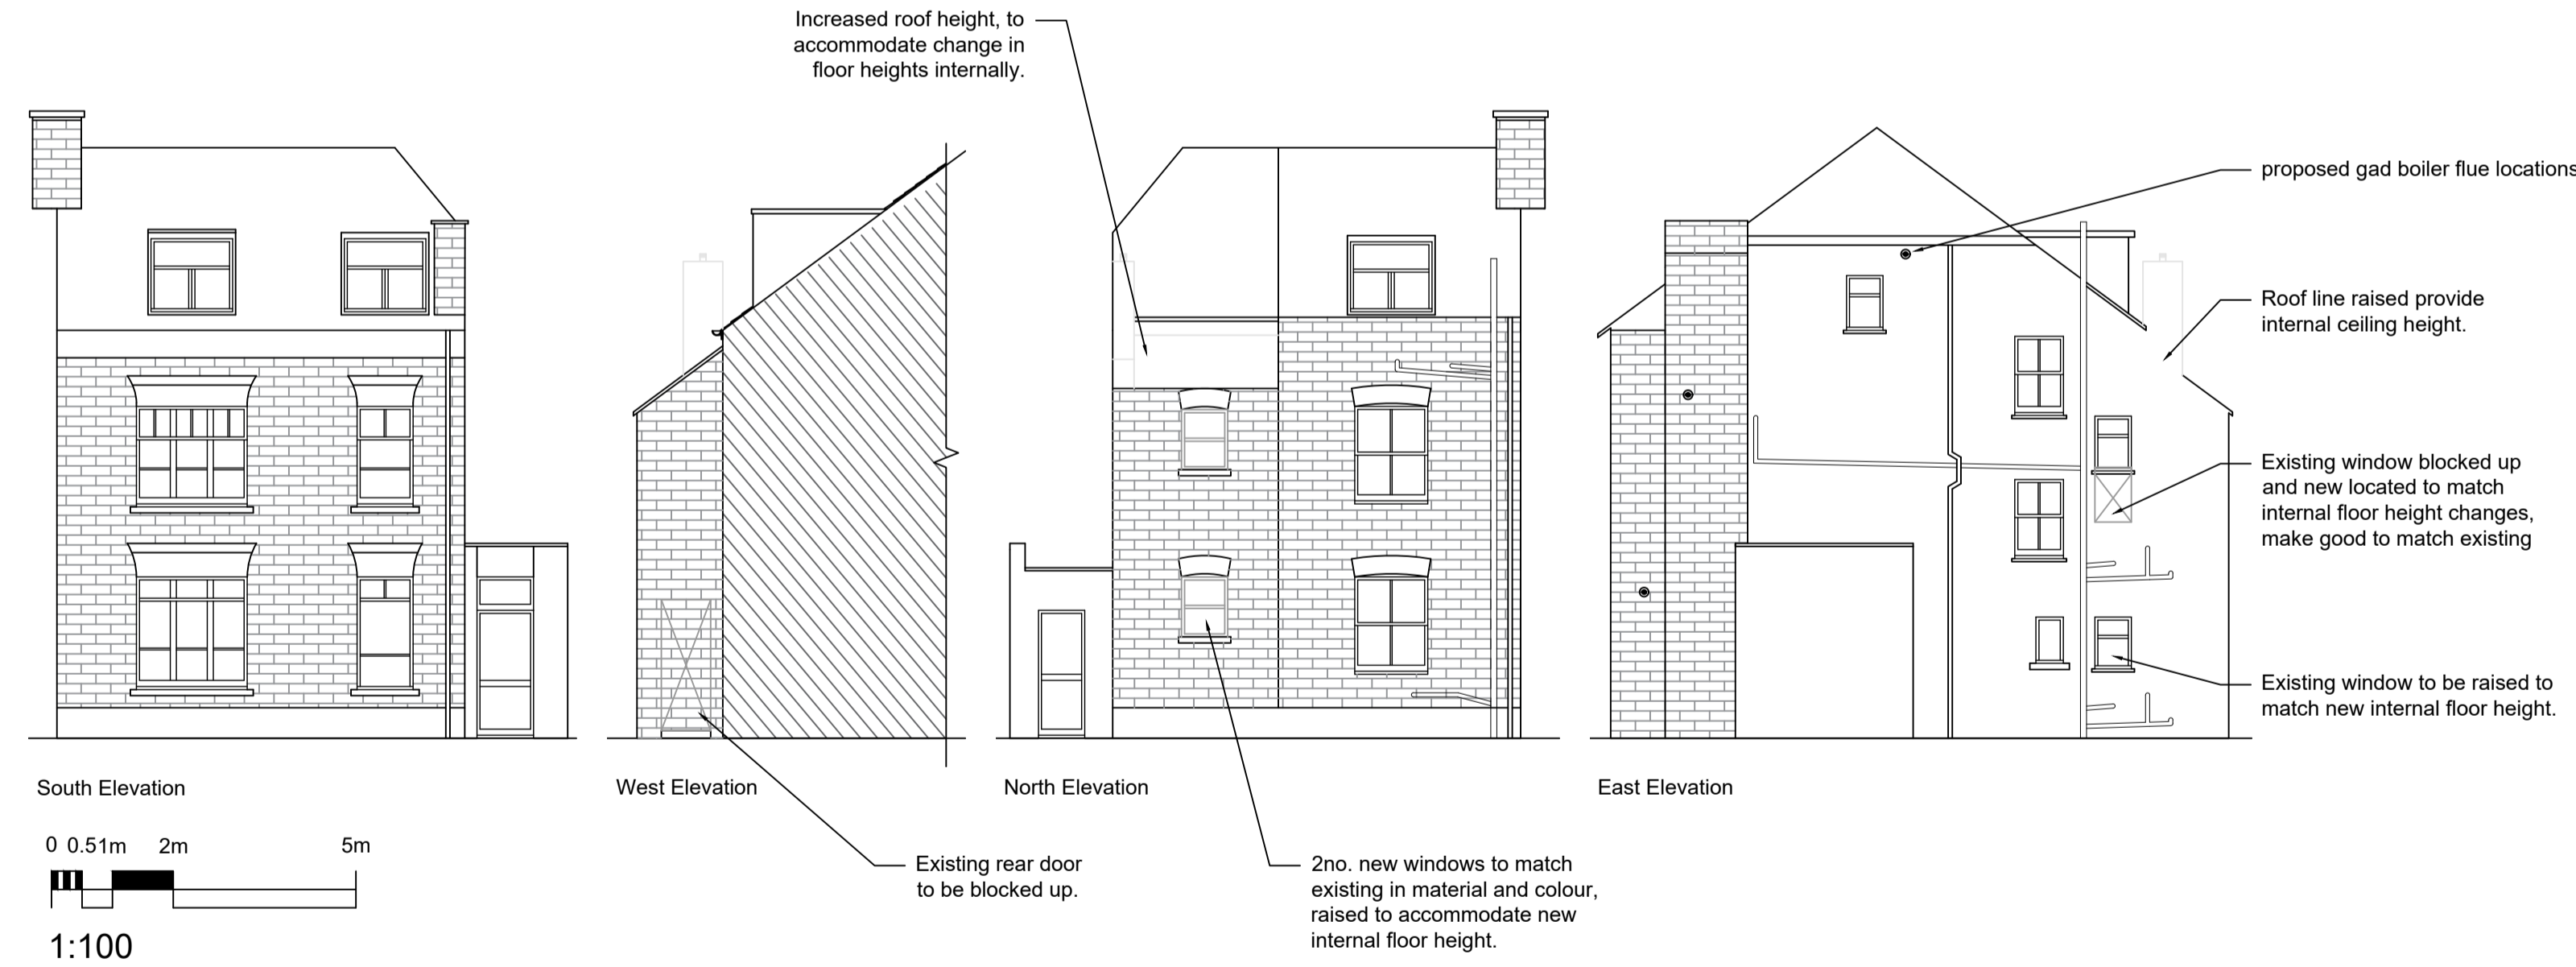 Increased roof height, to
accommodate change in
floor heights internally.
proposed gad boiler flue locations
Roof line raised provide
internal ceiling height.
Existing window blocked up
and new located to match
internal floor height changes,
make good to match existing
Existing window to be raised to
match new internal floor height.
South Elevation
West Elevation
North Elevation
East Elevation
0 0.51m 2m 5m
1:100
Existing rear door
to be blocked up.
2no. new windows to match
existing in material and colour,
raised to accommodate new
internal floor height.